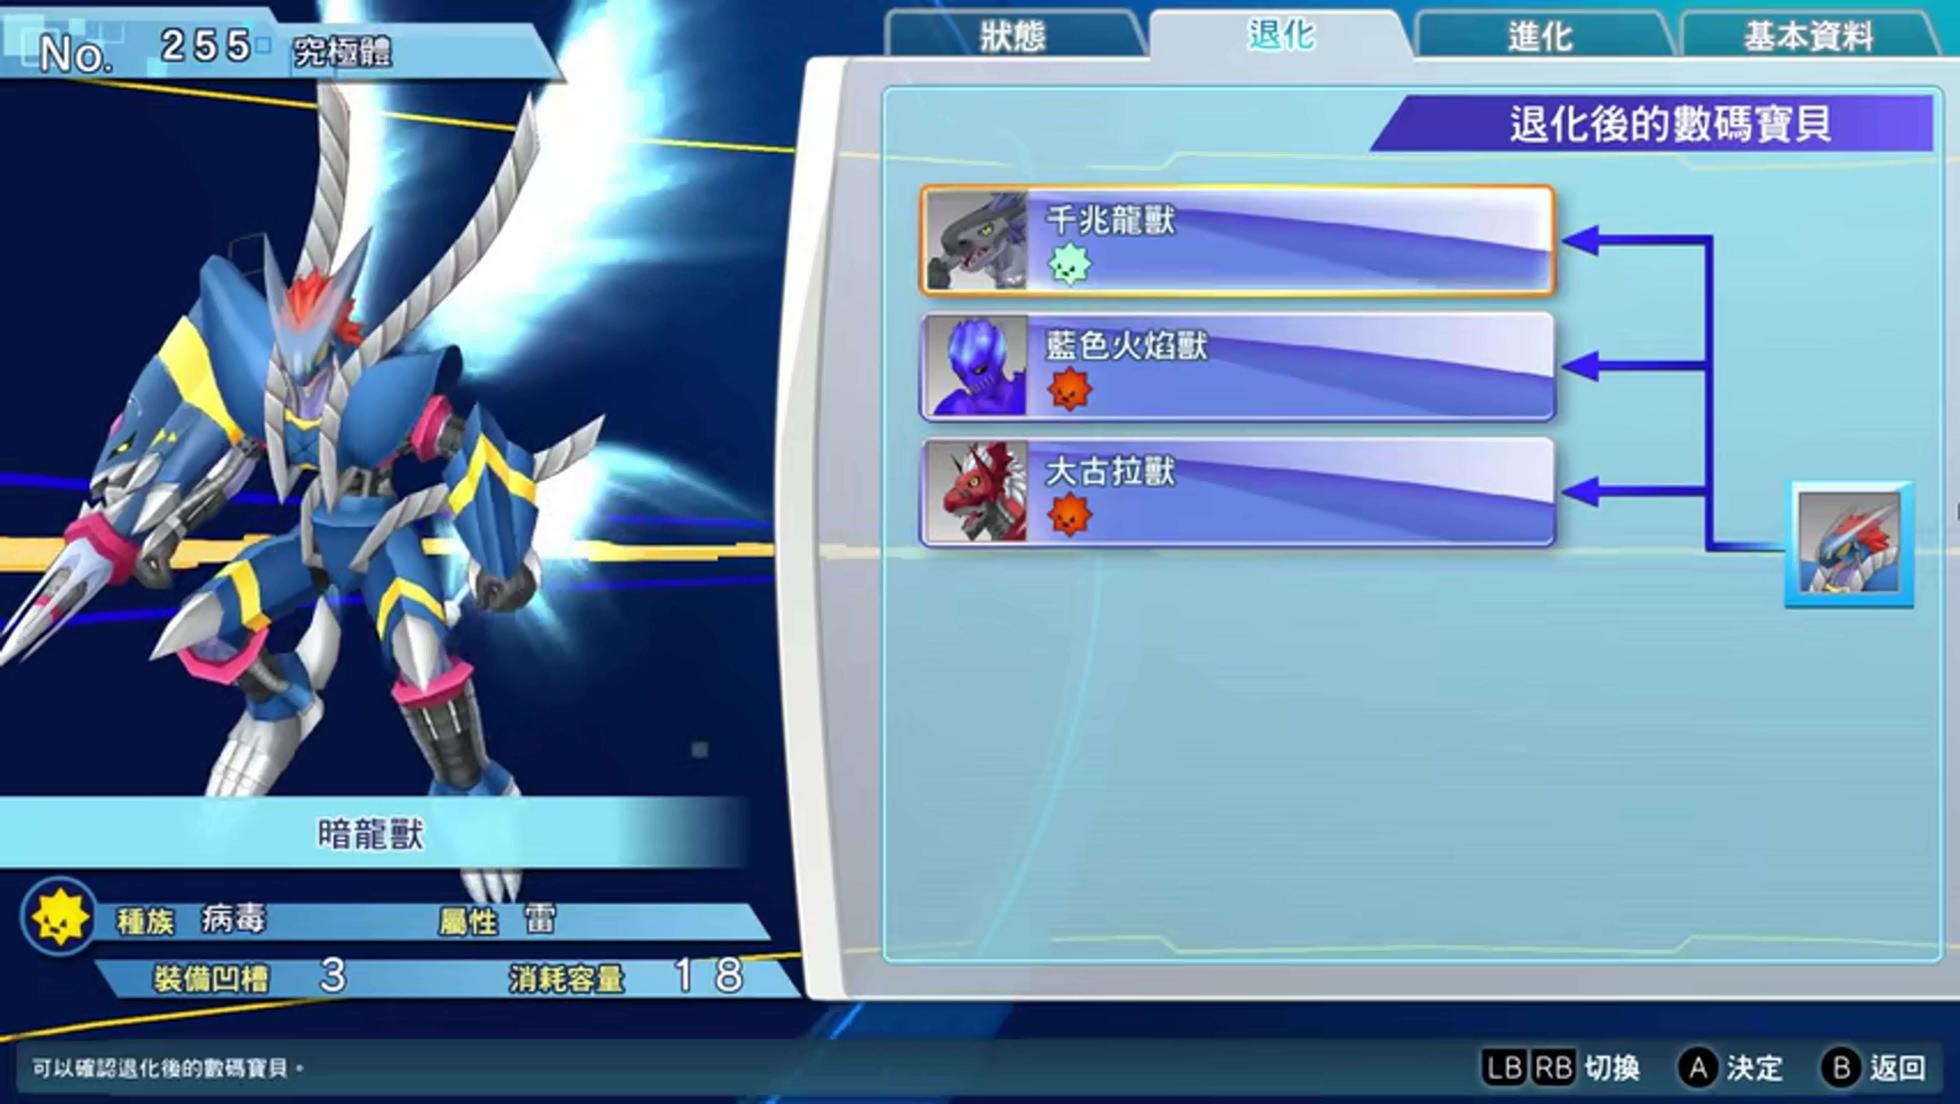 No. 255 究極體
狀態 退化 進化 基本資料
退化後的數碼寶貝
千兆龍獸
藍色火焰獸
大古拉獸
暗龍獸
種族 病毒 屬性 雷
裝備凹槽 3 消耗容量 18
可以確認退化後的數碼寶貝。
LB RB 切換 A 決定 B 返回